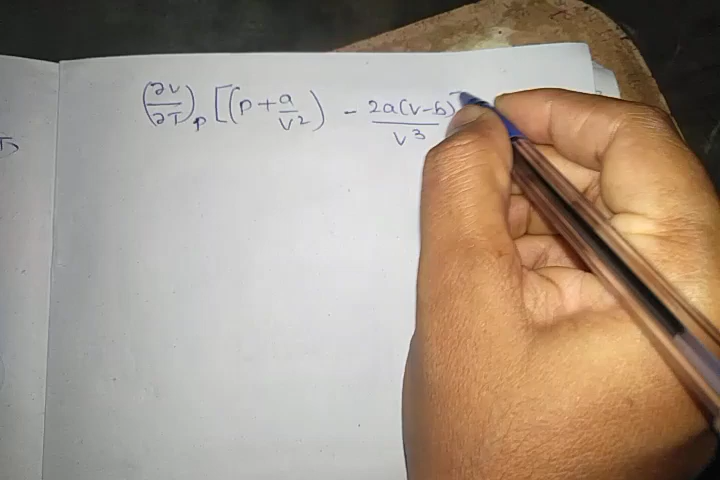 (∂V/∂T)_P [(P + a/V²) - 2a(V-b)/V³]